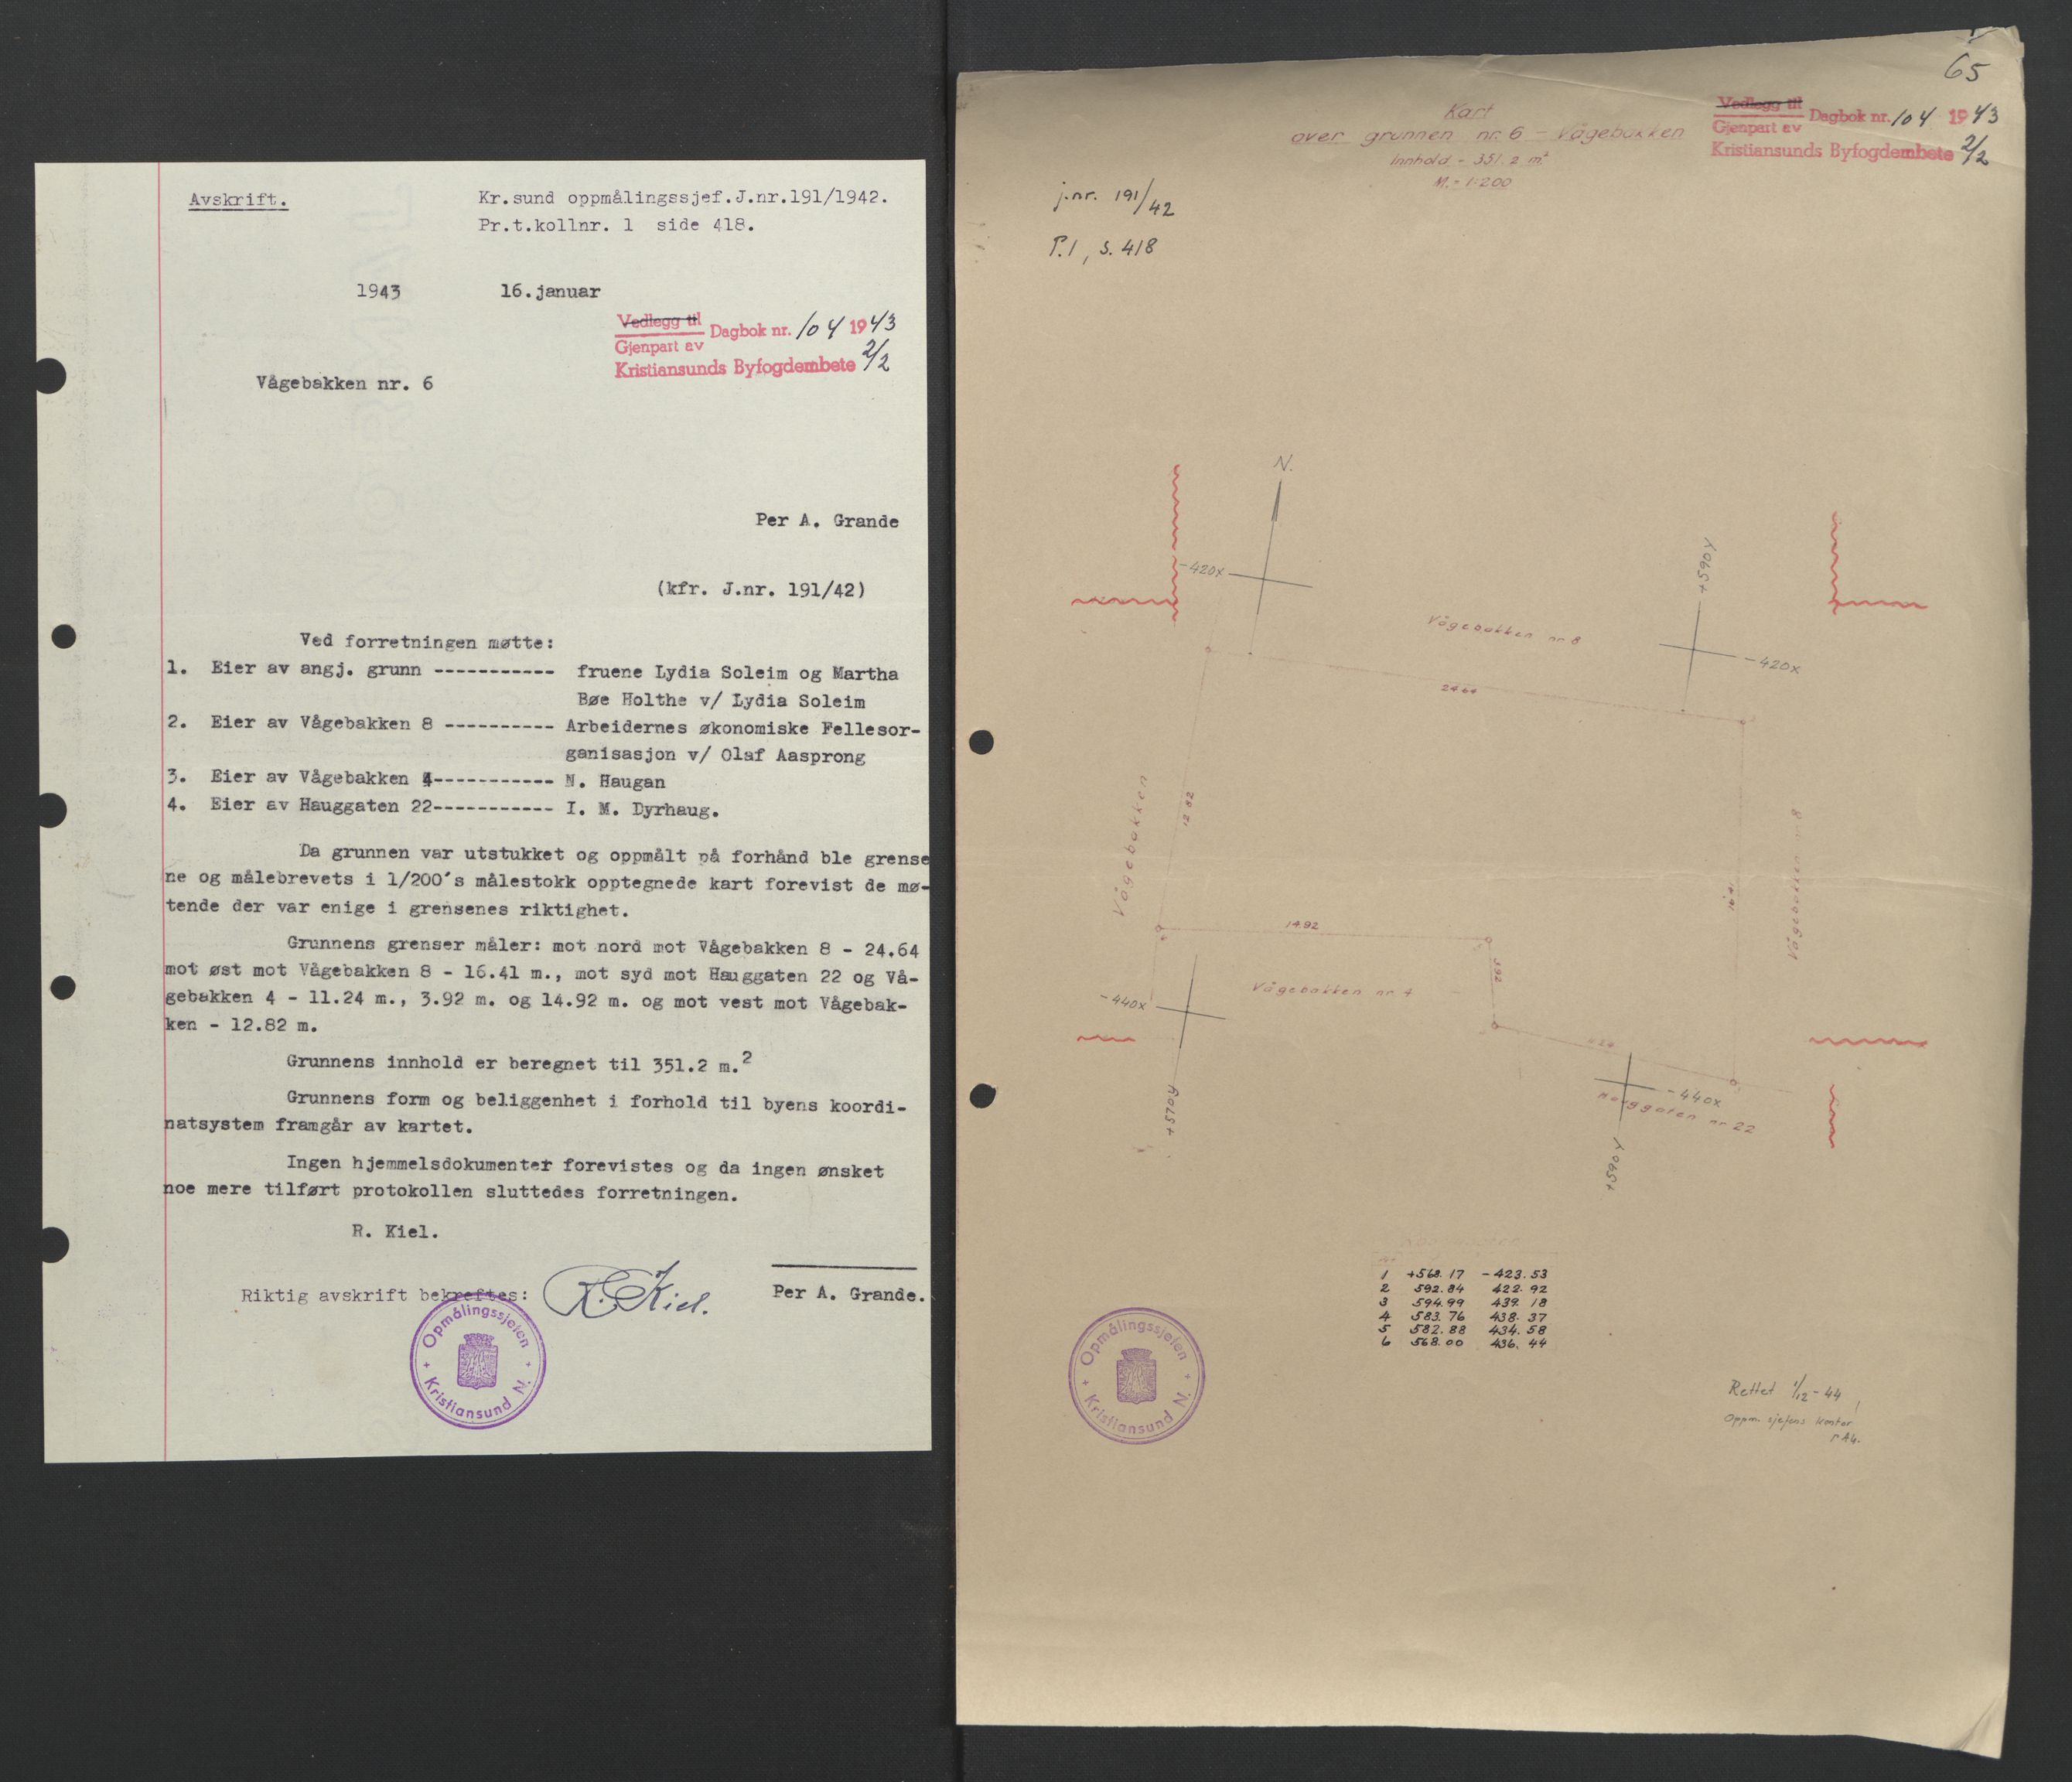 Avskrift.
Kr.sund oppmålingssjef.J.nr.191/1942.
Pr.t.kollnr. 1 side 418.
1943 16.januar
Vedlegg til
Gjenpart av Dagbok nr. 104 1943
Kristiansunds Byfogdembete 2/2
Vågebakken nr. 6
Per A. Grande
(kfr. J.nr. 191/42)
Ved forretningen møtte:
1. Eier av angj. grunn ----------- fruene Lydia Soleim og Martha
Bøe Holthe v/ Lydia Soleim
2. Eier av Vågebakken 8 ---------- Arbeidernes økonomiske Fellesor-
ganisasjon v/ Olaf Aasprong
3. Eier av Vågebakken 4----------- N. Haugan
4. Eier av Hauggaten 22----------- I. M. Dyrhaug.
Da grunnen var utstukket og oppmålt på forhånd ble grense
ne og målebrevets i 1/200's målestokk opptegnede kart forevist de mø-
tende der var enige i grensenes riktighet.
Grunnens grenser måler: mot nord mot Vågebakken 8 - 24.64
mot øst mot Vågebakken 8 - 16.41 m., mot syd mot Hauggaten 22 og Vå-
gebakken 4 - 11.24 m., 3.92 m. og 14.92 m. og mot vest mot Vågebak-
ken - 12.82 m.
Grunnens innhold er beregnet til 351.2 m.2
Grunnens form og beliggenhet i forhold til byens koordi-
natsystem framgår av kartet.
Ingen hjemmelsdokumenter forevistes og da ingen ønsket
noe mere tilført protokollen sluttedes forretningen.
R. Kiel.
Riktig avskrift bekreftes: R. Kiel.
Per A. Grande.
Opmålingssjefen
Kristiansund N.
65
Kart
over grunnen nr. 6 - Vågebakken
Innhold = 351.2 m.2
M. = 1:200
Vedlegg til
Gjenpart av Dagbok nr. 104 1943
Kristiansunds Byfogdembete 2/2
j.nr. 191/42
P.1, s. 418
N.
-420x
+590y
-420x
Vågebakken nr 8
24 64
Vågebakken
12 82
16 41
Vågebakken nr 8
14 92
3 92
Vågebakken nr 4
-440x
+570y
11 24
-440x
Hauggaten nr 22
+590y
1 +568.17 -423.53
2 592.84 422.92
3 594.99 439.18
4 583.76 438.37
5 582.88 434.58
6 568.00 436.44
Opmålingssjefen
Kristiansund N.
Rettet 1/12-44
Oppm. sjefens kontor